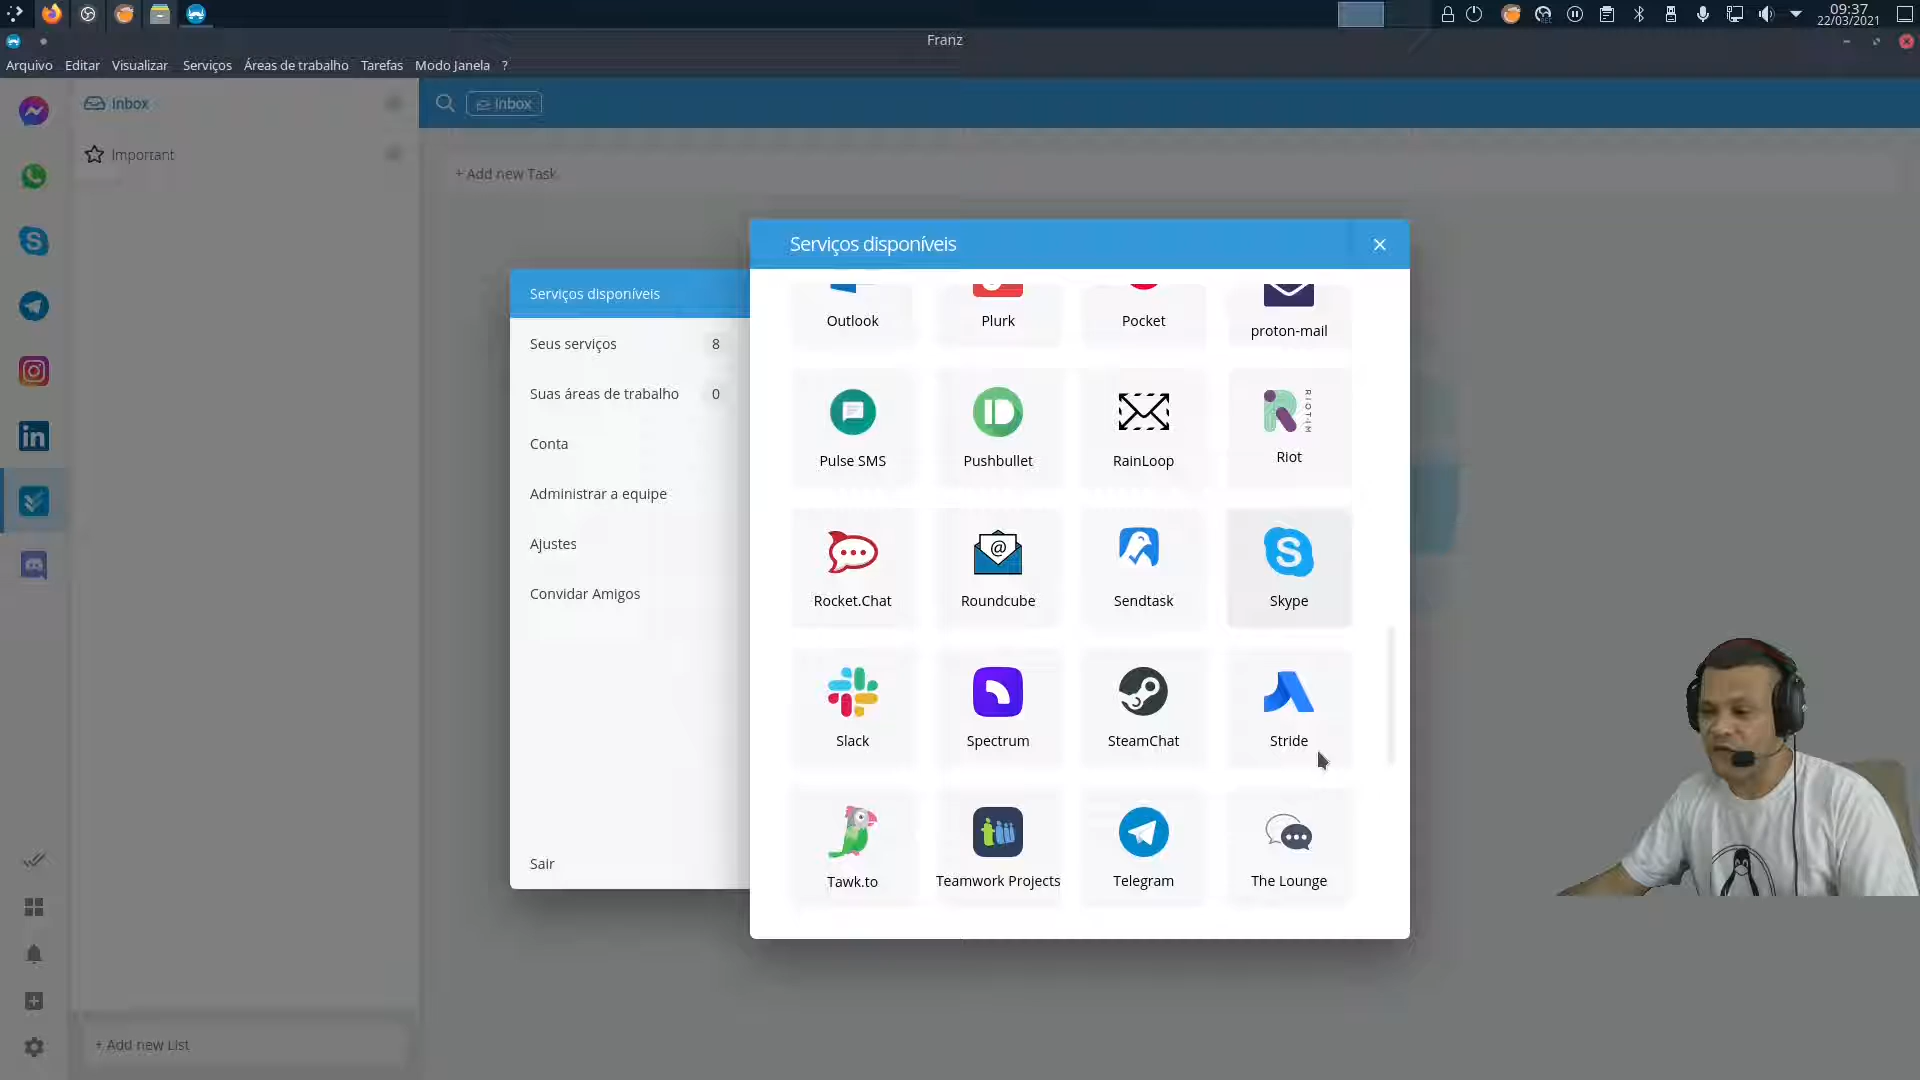 09:37
22/03/2021
Franz
Arquivo Editar Visualizar Serviços Áreas de trabalho Tarefas Modo Janela ?
Inbox
Important
Inbox
+ Add new Task
Serviços disponíveis
Serviços disponíveis
Seus serviços 8
Suas áreas de trabalho 0
Conta
Administrar a equipe
Ajustes
Convidar Amigos
Sair
Outlook Plurk Pocket proton-mail
RIOT-IM
Pulse SMS Pushbullet RainLoop Riot
Rocket.Chat Roundcube Sendtask Skype
Slack Spectrum SteamChat Stride
Tawk.to Teamwork Projects Telegram The Lounge
+ Add new List